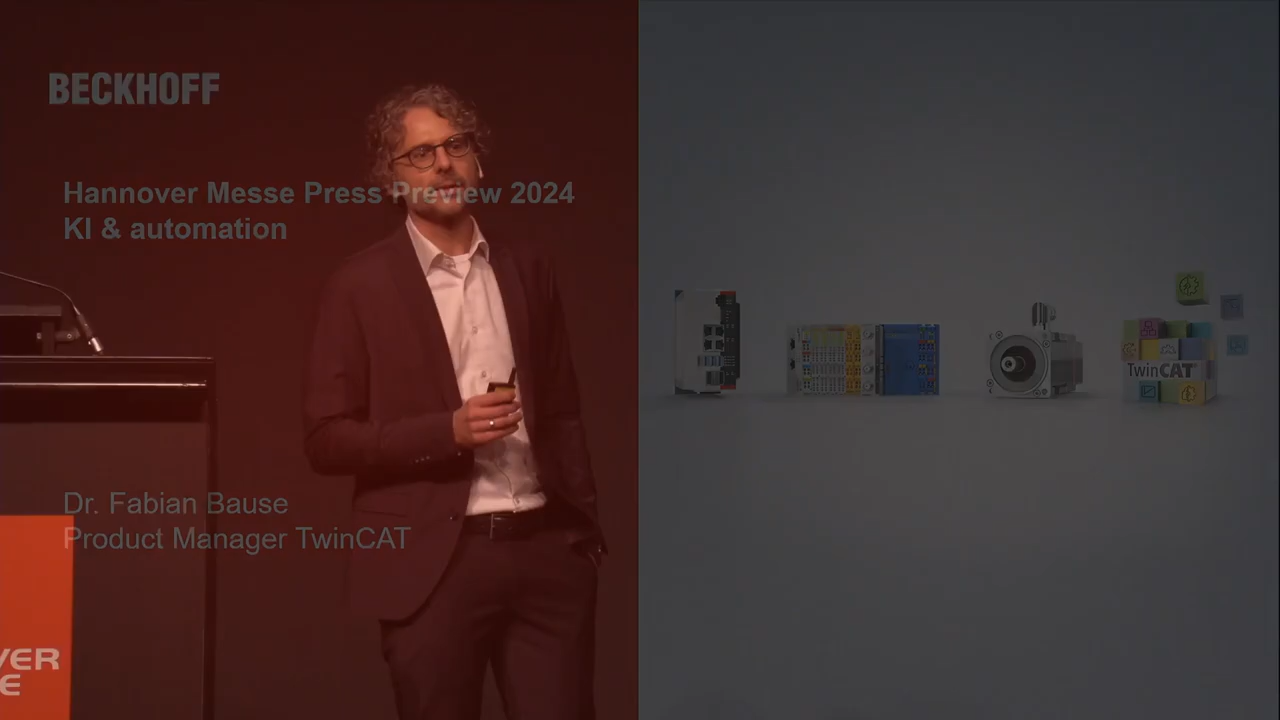 BECKHOFF
Hannover Messe Press Preview 2024
KI & automation
TwinCAT
Dr. Fabian Bause
Product Manager TwinCAT
VER
E